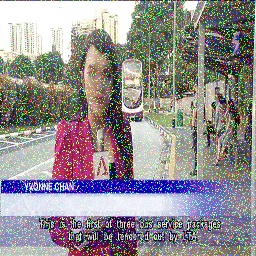 YVONNE CHAN
This is the first of three bus service packages
that will be tendered out by LTA.